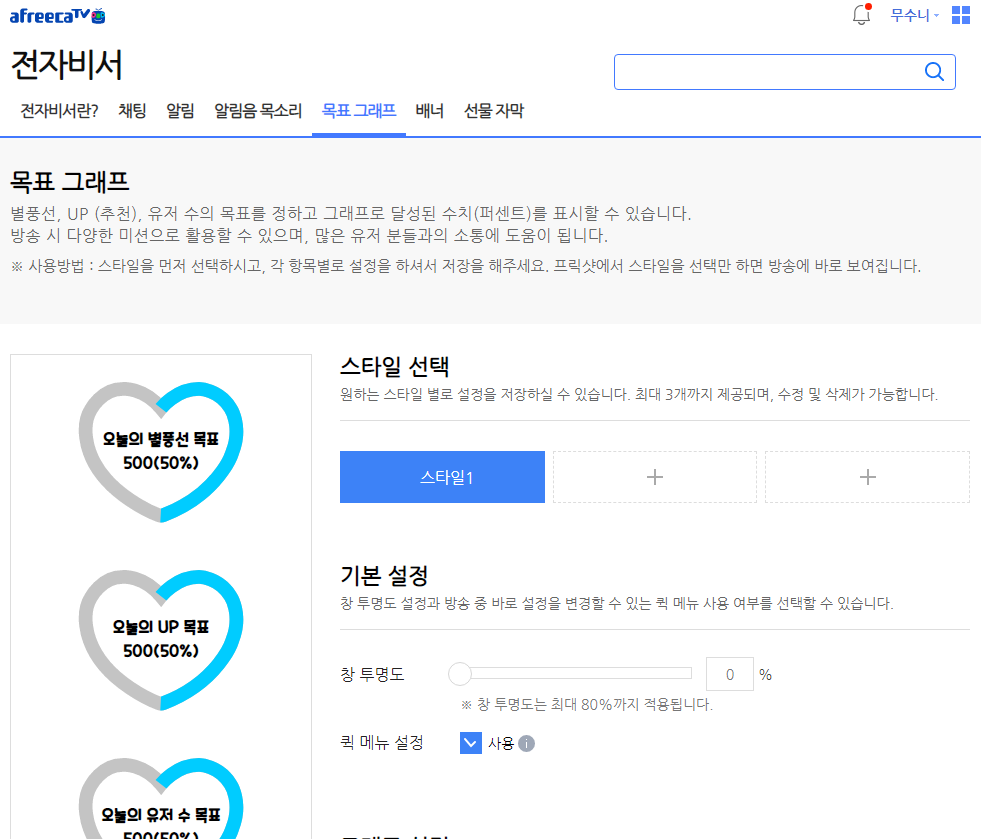 afreecaTV
무수니
전자비서
전자비서란? 채팅 알림 알림음 목소리 목표 그래프 배너 선물 자막
목표 그래프
별풍선, UP (추천), 유저 수의 목표를 정하고 그래프로 달성된 수치(퍼센트)를 표시할 수 있습니다.
방송 시 다양한 미션으로 활용할 수 있으며, 많은 유저 분들과의 소통에 도움이 됩니다.
※ 사용방법 : 스타일을 먼저 선택하시고, 각 항목별로 설정을 하셔서 저장을 해주세요. 프릭샷에서 스타일을 선택만 하면 방송에 바로 보여집니다.
오늘의 별풍선 목표
500(50%)
오늘의 UP 목표
500(50%)
오늘의 유저 수 목표
500(50%)
스타일 선택
원하는 스타일 별로 설정을 저장하실 수 있습니다. 최대 3개까지 제공되며, 수정 및 삭제가 가능합니다.
스타일1
기본 설정
창 투명도 설정과 방송 중 바로 설정을 변경할 수 있는 퀵 메뉴 사용 여부를 선택할 수 있습니다.
창 투명도 0 %
※ 창 투명도는 최대 80%까지 적용됩니다.
퀵 메뉴 설정 사용